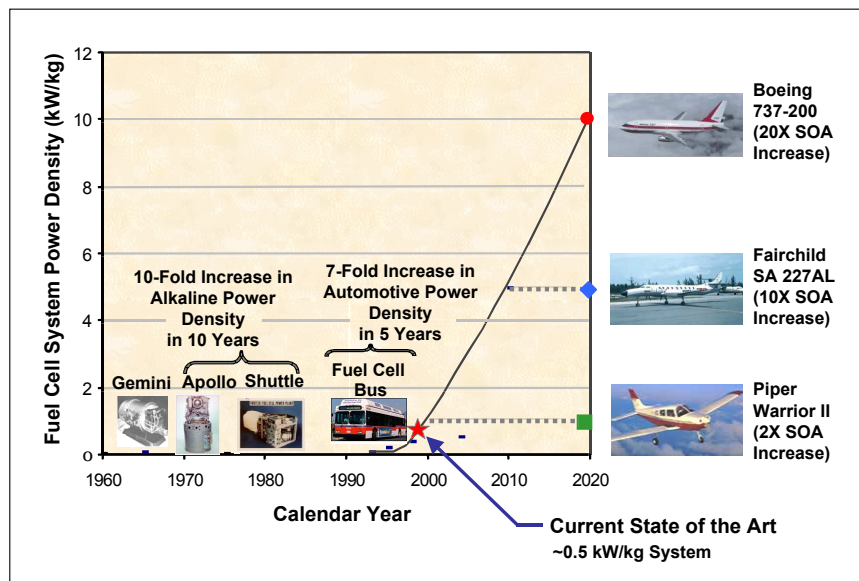 Fuel Cell System Power Density (kW/kg)
12
10
8
6
4
2
0
1960
1970
1980
1990
2000
2010
2020
Calendar Year
10-Fold Increase in
Alkaline Power
Density
in 10 Years
7-Fold Increase in
Automotive Power
Density
in 5 Years
Gemini
Apollo
Shuttle
Fuel Cell
Bus
Boeing
737-200
(20X SOA
Increase)
Fairchild
SA 227AL
(10X SOA
Increase)
Piper
Warrior II
(2X SOA
Increase)
Current State of the Art
~0.5 kW/kg System